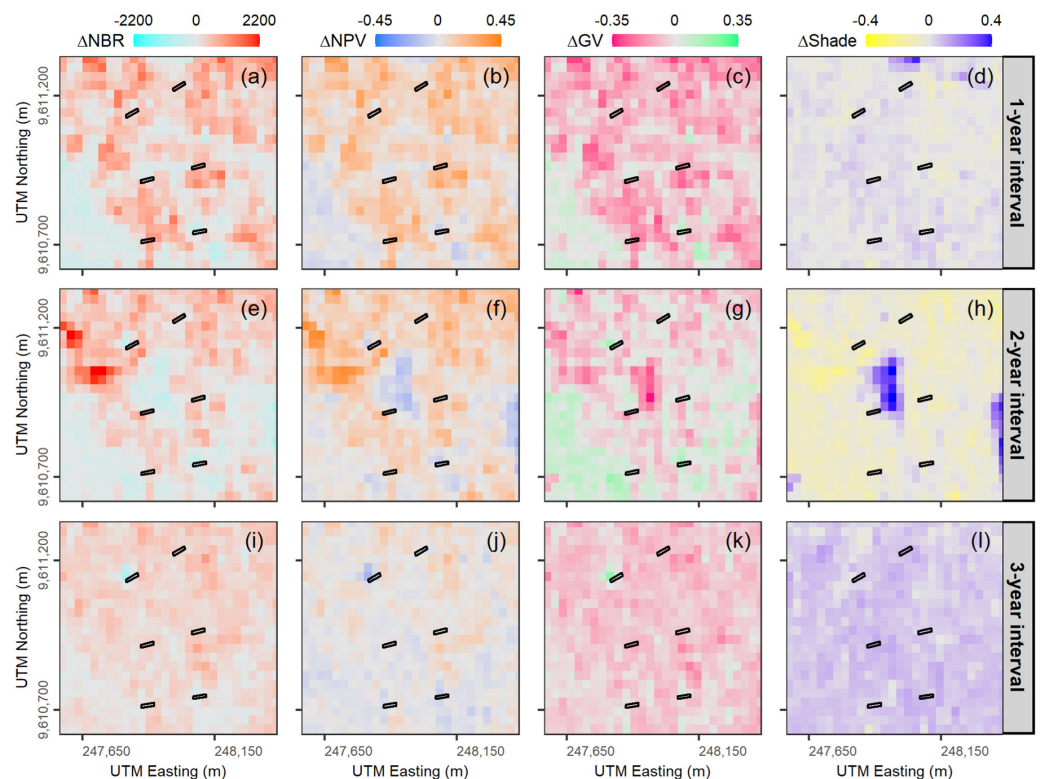 -2200 0 2200 -0.45 0 0.45 -0.35 0 0.35 -0.4 0 0.4
ΔNBR ΔNPV ΔGV ΔShade
(a) (b) (c) (d)
1-year interval
UTM Northing (m)
9,611,200
9,610,700
(e) (f) (g) (h)
2-year interval
UTM Northing (m)
9,611,200
9,610,700
(i) (j) (k) (l)
3-year interval
UTM Northing (m)
9,611,200
9,610,700
247,650 248,150 247,650 248,150 247,650 248,150 247,650 248,150
UTM Easting (m) UTM Easting (m) UTM Easting (m) UTM Easting (m)